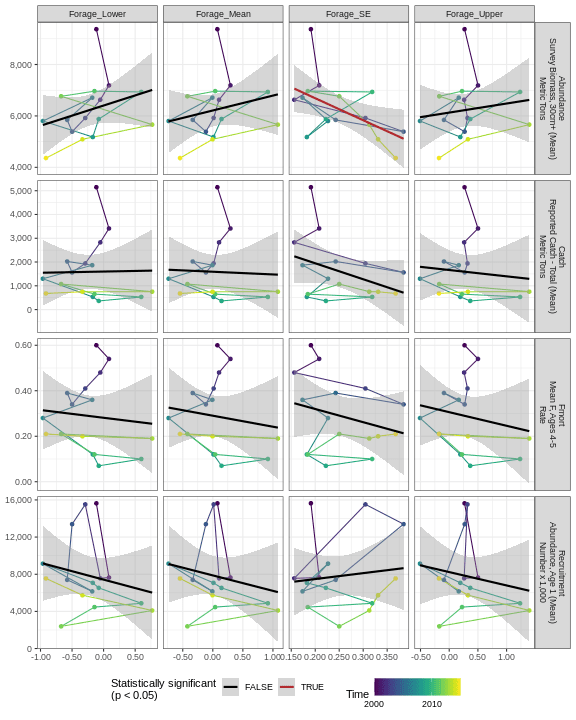 Forage_Lower Forage_Mean Forage_SE Forage_Upper
8,000
6,000
4,000
Abundance
Survey Biomass, 30cm+ (Mean)
Metric Tons
5,000
4,000
3,000
2,000
1,000
0
Catch
Reported Catch - Total (Mean)
Metric Tons
0.60
0.40
0.20
0.00
Fmort
Mean F, Ages 4-5
Rate
16,000
12,000
8,000
4,000
0
Recruitment
Abundance, Age 1 (Mean)
Number x 1,000
-1.00 -0.50 0.00 0.50 -0.50 0.00 0.50 1.00 0.150 0.200 0.250 0.300 0.350 -0.50 0.00 0.50 1.00
Statistically significant
(p < 0.05)
FALSE TRUE
Time
2000 2010